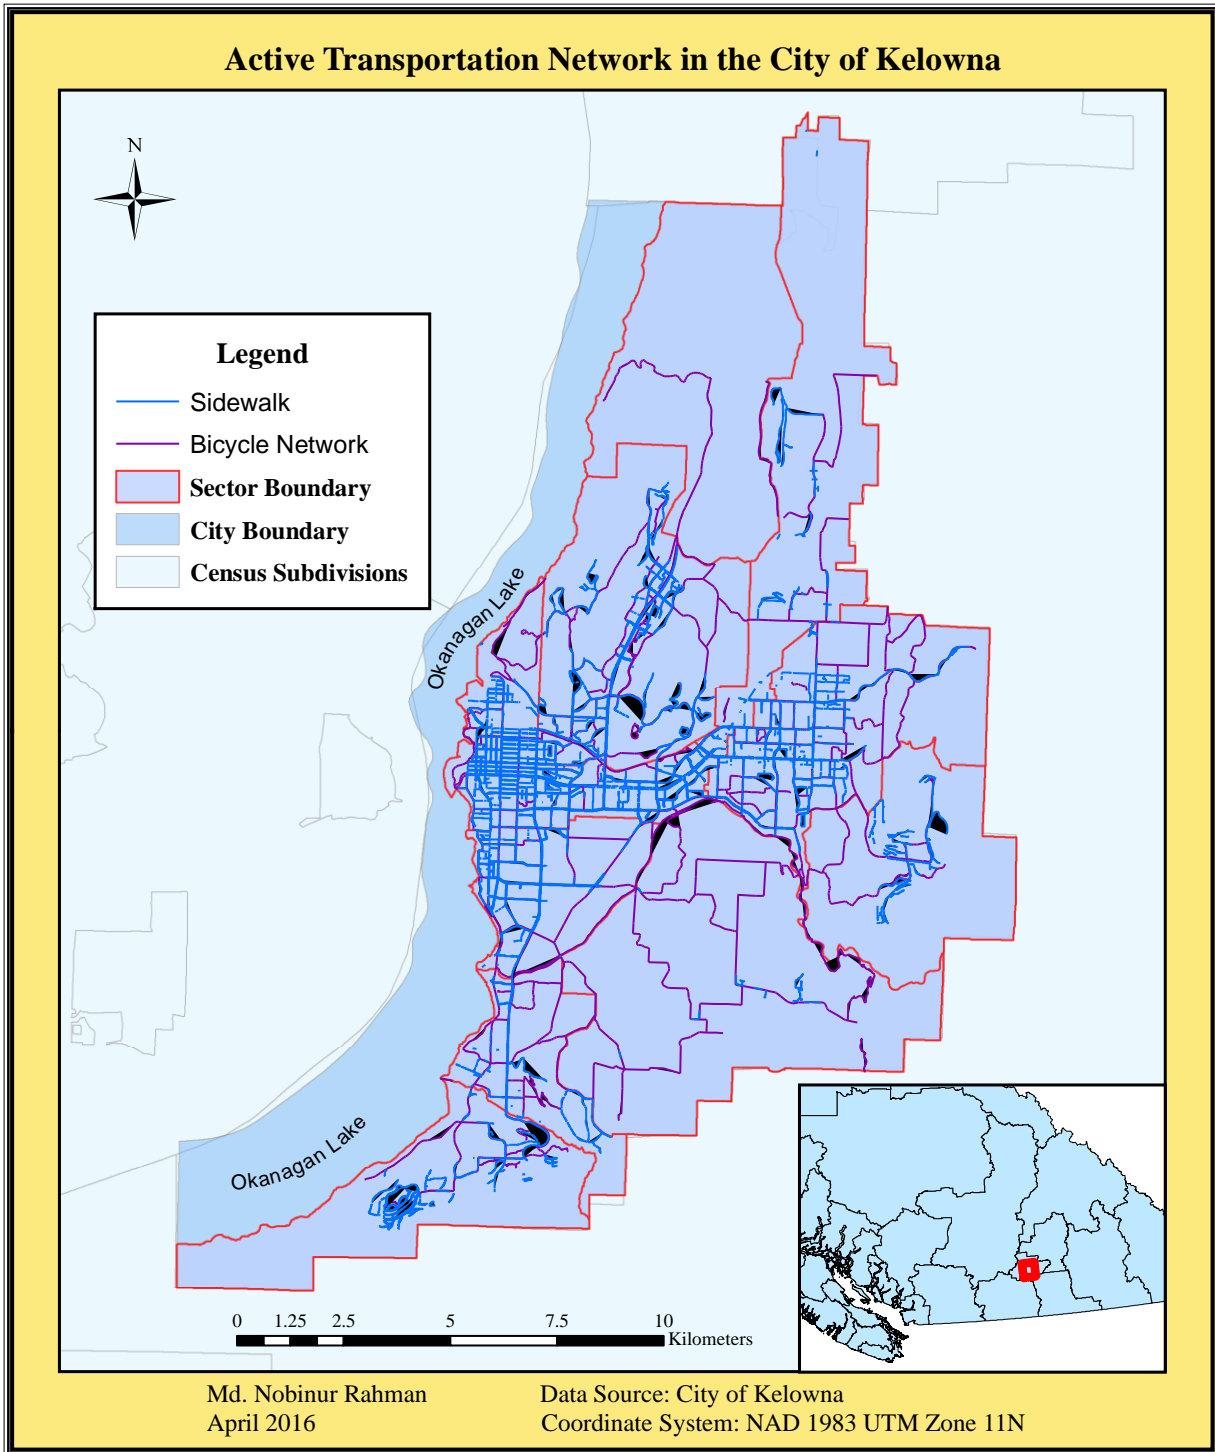 Active Transportation Network in the City of Kelowna
N
Legend
Sidewalk
Bicycle Network
Sector Boundary
City Boundary
Census Subdivisions
Okanagan Lake
Okanagan Lake
0 1.25 2.5 5 7.5 10
Kilometers
Md. Nobinur Rahman
April 2016
Data Source: City of Kelowna
Coordinate System: NAD 1983 UTM Zone 11N